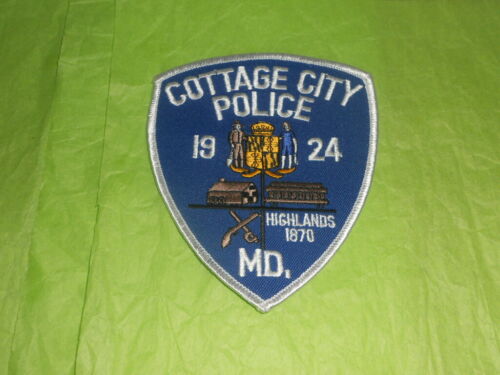 COTTAGE CITY
POLICE
19 24
HIGHLANDS
1870
MD.